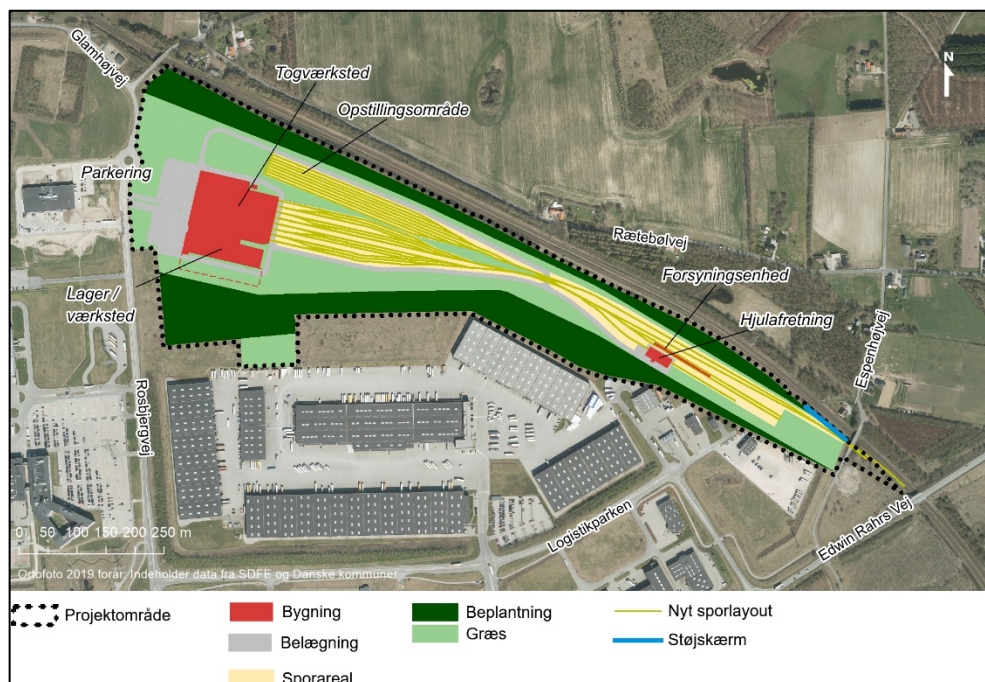 Glamhøjvej
Togværksted
Opstillingsområde
N
Parkering
Rætebølvej
Forsyningsenhed
Hjulafretning
Lager /
værksted
Espenhøjvej
Rosbjergvej
Logistikparken
Edwin Rahrs Vej
0 50 100 150 200 250 m
Ortofoto 2019 forår. Indeholder data fra SDFE og Danske kommuner
Projektområde
Bygning
Beplantning
Nyt sporlayout
Belægning
Græs
Støjskærm
Sporareal